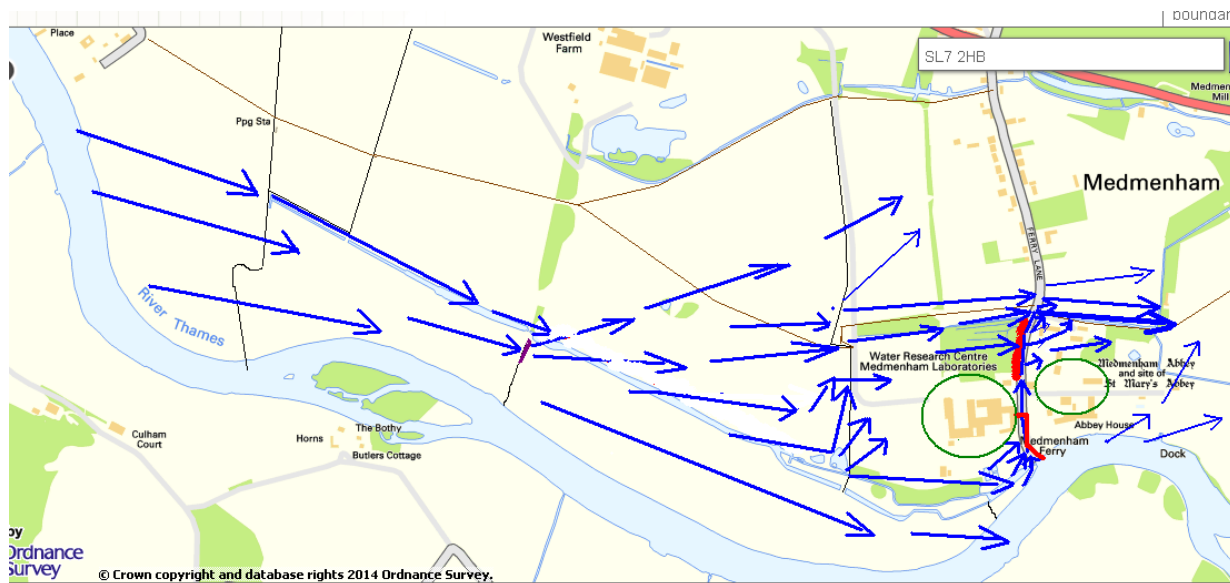 boundar
Place
Westfield
Farm
SL7 2HB
Medmen
Mill
Ppg Sta
Medmenham
FERRY LANE
River Thames
Water Research Centre
Medmenham Laboratories
Medmenham Abbey
and site of
St Mary's Abbey
Abbey House
Medmenham
Ferry
Dock
Culham
Court
Horns
The Bothy
Butlers Cottage
by
Ordnance
Survey
© Crown copyright and database rights 2014 Ordnance Survey.